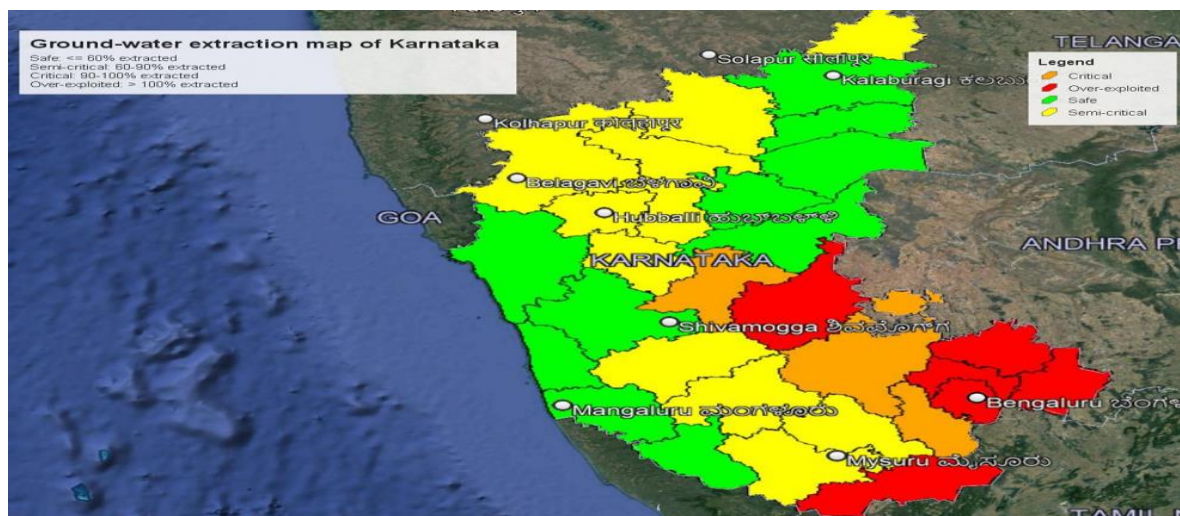 Ground-water extraction map of Karnataka
Safe: <= 60% extracted
Semi-critical: 60-90% extracted
Critical: 90-100% extracted
Over-exploited: > 100% extracted
TELANGA
Legend
Critical
Over-exploited
Safe
Semi-critical
Solapur सोलापूर
Kalaburagi ಕಲಬು
Kolhapur कोल्हापूर
Belagavi ಬೆಳಗಾವಿ
GOA
Hubballi ಹುಬ್ಬಳ್ಳಿ
ANDHRA P
KARNATAKA
Shivamogga ಶಿವಮೊಗ್ಗ
Mangaluru ಮಂಗಳೂರು
Bengaluru ಬೆಂಗಳ
Mysuru ಮೈಸೂರು
TAMIL N